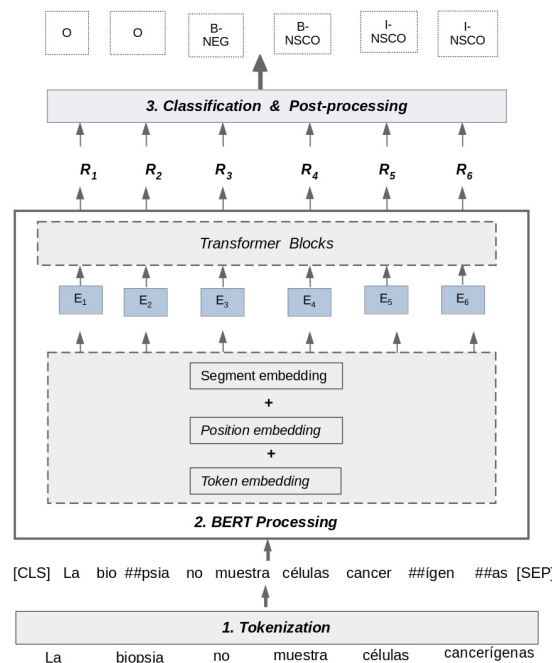 O O B- B- I- I-
NEG NSCO NSCO NSCO
3. Classification & Post-processing
R1 R2 R3 R4 R5 R6
Transformer Blocks
E1 E2 E3 E4 E5 E6
Segment embedding
+
Position embedding
+
Token embedding
2. BERT Processing
[CLS] La bio ##psia no muestra células cancer ##ígen ##as [SEP]
1. Tokenization
La biopsia no muestra células cancerígenas